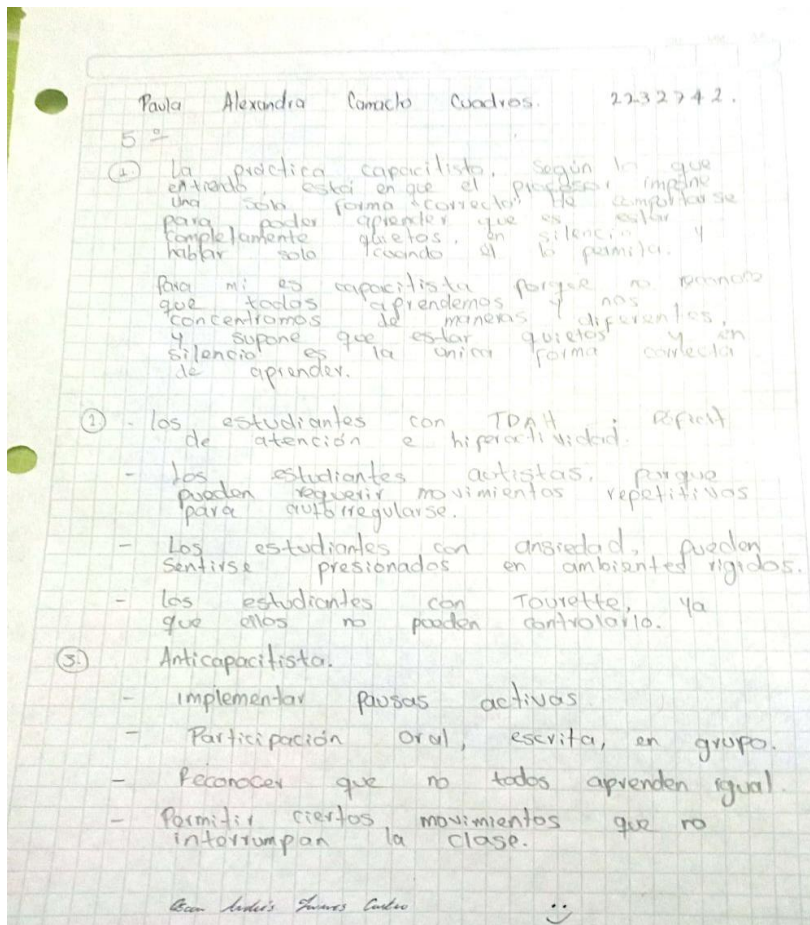 Paula Alexandra Camacho Cuadros. 2232742.
5º
① La práctica capacilista, según lo que
entiendo, está en que el profesor impone
una sola forma "correcta" de comportarse
para poder aprender que es estar
completamente quietos, en silencio y
hablar solo cuando él lo permita.
Para mi es capacitista porque no reconoce
que todos aprendemos y nos
concentramos de maneras diferentes,
y supone que estar quietos y en
silencio es la unica forma correcta
de aprender.
② - los estudiantes con TDAH : Déficit
de atención e hiperactividad.
- Los estudiantes autistas, porque
pueden requerir movimientos repetitivos
para autorregularse.
- Los estudiantes con ansiedad, pueden
sentirse presionados en ambientes rigidos.
- los estudiantes con Tourette, ya
que ellos no pueden controlarlo.
③ Anticapacitista.
- implementar pausas activas
- Participación oral, escrita, en grupo.
- Reconocer que no todos aprenden igual.
- Permitir ciertos movimientos que no
interrumpan la clase.
Andrés